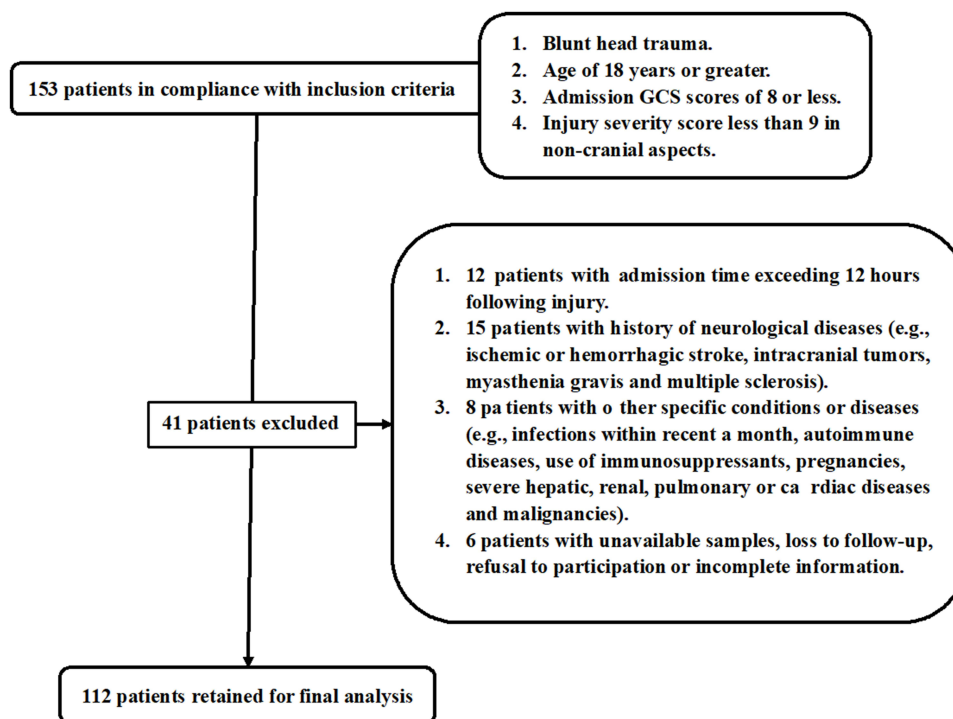 153 patients in compliance with inclusion criteria
1. Blunt head trauma.
2. Age of 18 years or greater.
3. Admission GCS scores of 8 or less.
4. Injury severity score less than 9 in
non-cranial aspects.
41 patients excluded
1. 12 patients with admission time exceeding 12 hours
following injury.
2. 15 patients with history of neurological diseases (e.g.,
ischemic or hemorrhagic stroke, intracranial tumors,
myasthenia gravis and multiple sclerosis).
3. 8 pa tients with o ther specific conditions or diseases
(e.g., infections within recent a month, autoimmune
diseases, use of immunosuppressants, pregnancies,
severe hepatic, renal, pulmonary or ca rdiac diseases
and malignancies).
4. 6 patients with unavailable samples, loss to follow-up,
refusal to participation or incomplete information.
112 patients retained for final analysis